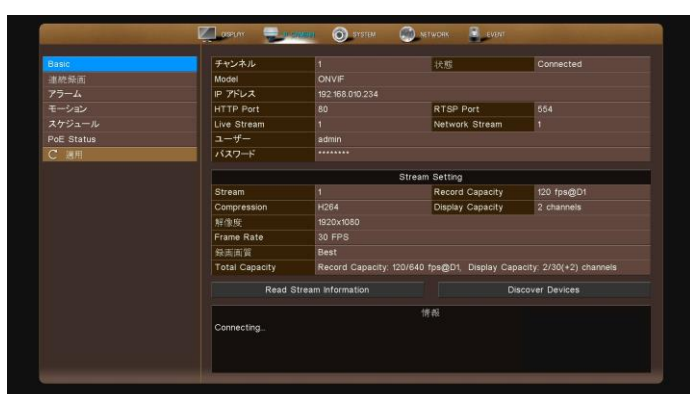 DISPLAY IP CAMERA SYSTEM NETWORK EVENT
Basic
連続録画
アラーム
モーション
スケジュール
PoE Status
適用
チャンネル 1 状態 Connected
Model ONVIF
IP アドレス 192.168.010.234
HTTP Port 80 RTSP Port 554
Live Stream 1 Network Stream 1
ユーザー admin
パスワード ********
Stream Setting
Stream 1 Record Capacity 120 fps@D1
Compression H264 Display Capacity 2 channels
解像度 1920x1080
Frame Rate 30 FPS
録画画質 Best
Total Capacity Record Capacity: 120/640 fps@D1, Display Capacity: 2/30(+2) channels
Read Stream Information Discover Devices
情報
Connecting...